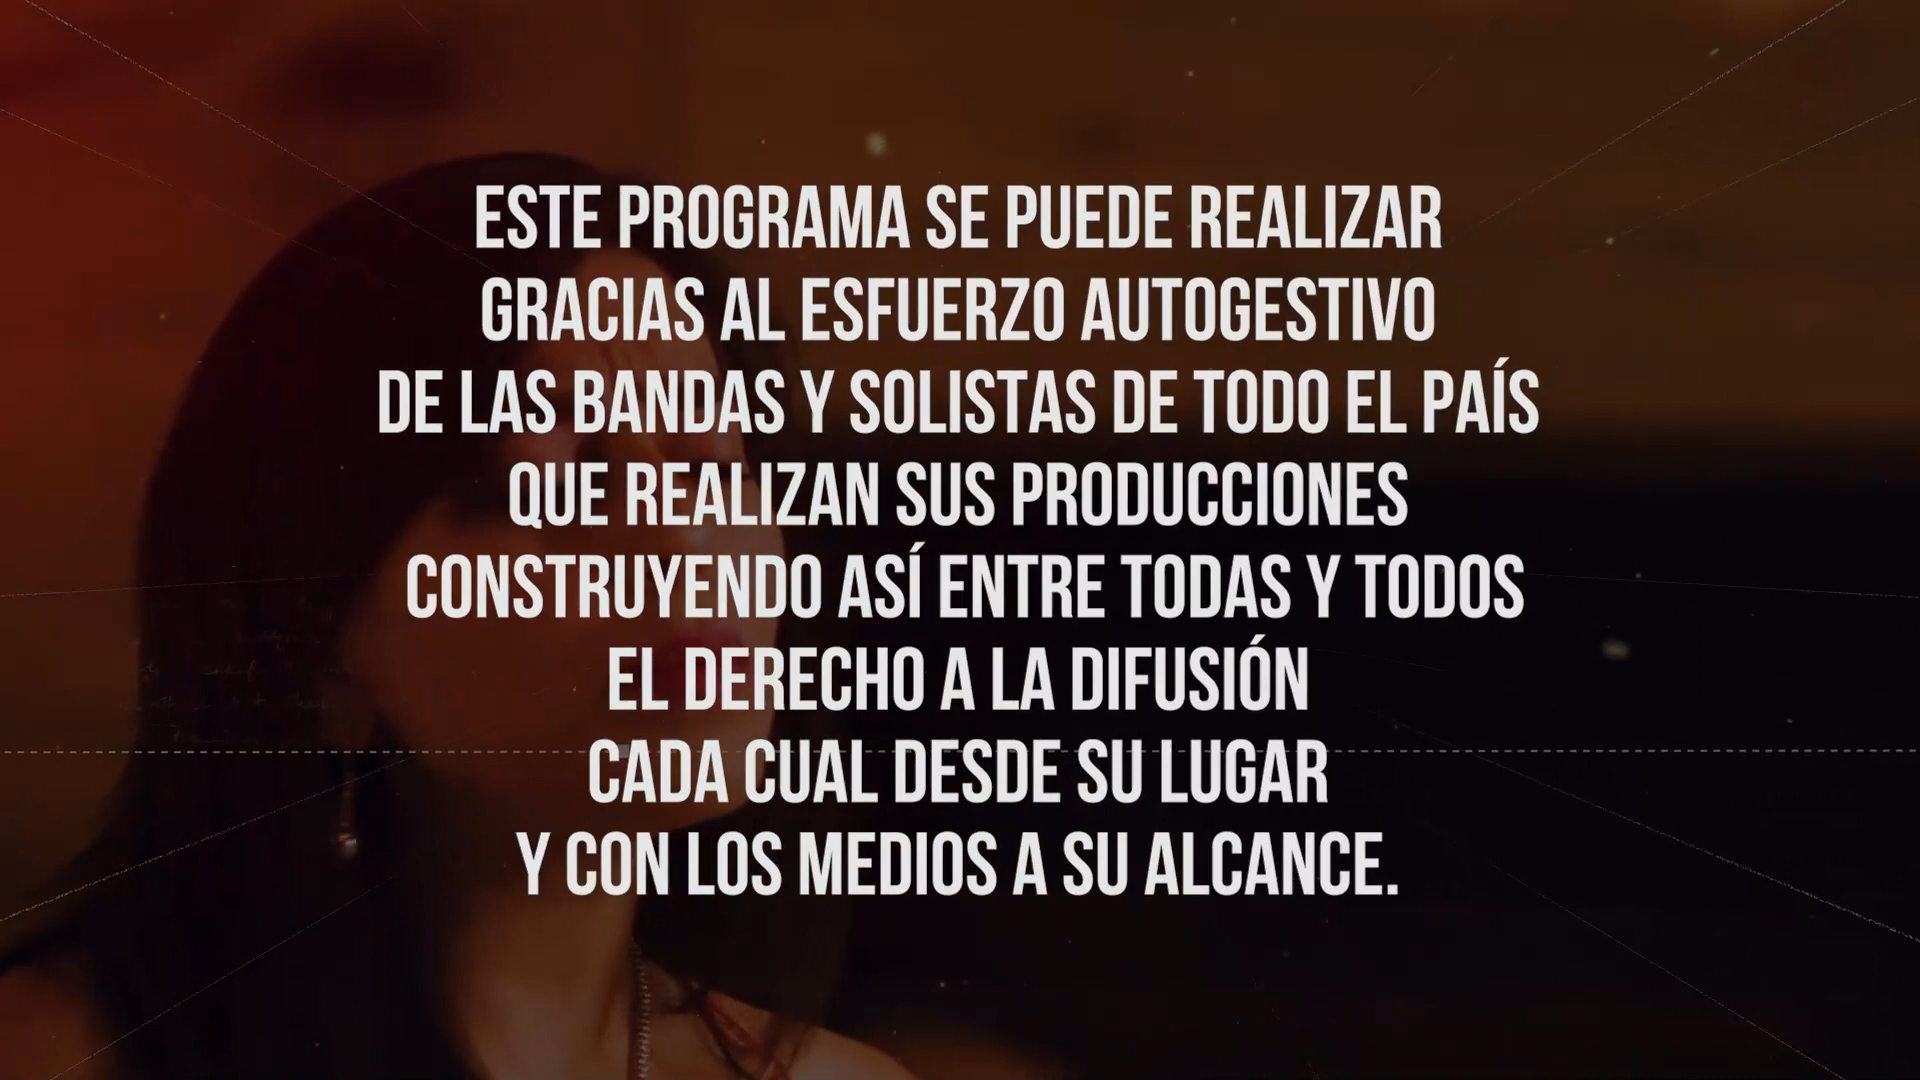 ESTE PROGRAMA SE PUEDE REALIZAR
GRACIAS AL ESFUERZO AUTOGESTIVO
DE LAS BANDAS Y SOLISTAS DE TODO EL PAÍS
QUE REALIZAN SUS PRODUCCIONES
CONSTRUYENDO ASÍ ENTRE TODAS Y TODOS
EL DERECHO A LA DIFUSIÓN
CADA CUAL DESDE SU LUGAR
Y CON LOS MEDIOS A SU ALCANCE.